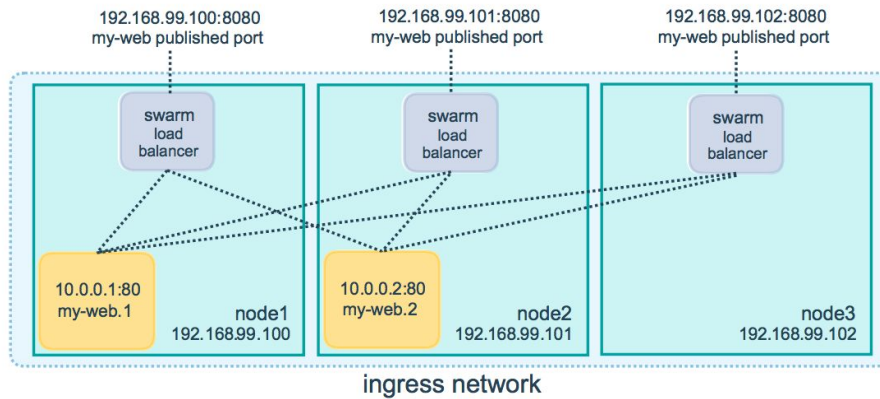 192.168.99.100:8080
my-web published port
192.168.99.101:8080
my-web published port
192.168.99.102:8080
my-web published port
swarm
load
balancer
swarm
load
balancer
swarm
load
balancer
10.0.0.1:80
my-web.1
node1
192.168.99.100
10.0.0.2:80
my-web.2
node2
192.168.99.101
node3
192.168.99.102
ingress network